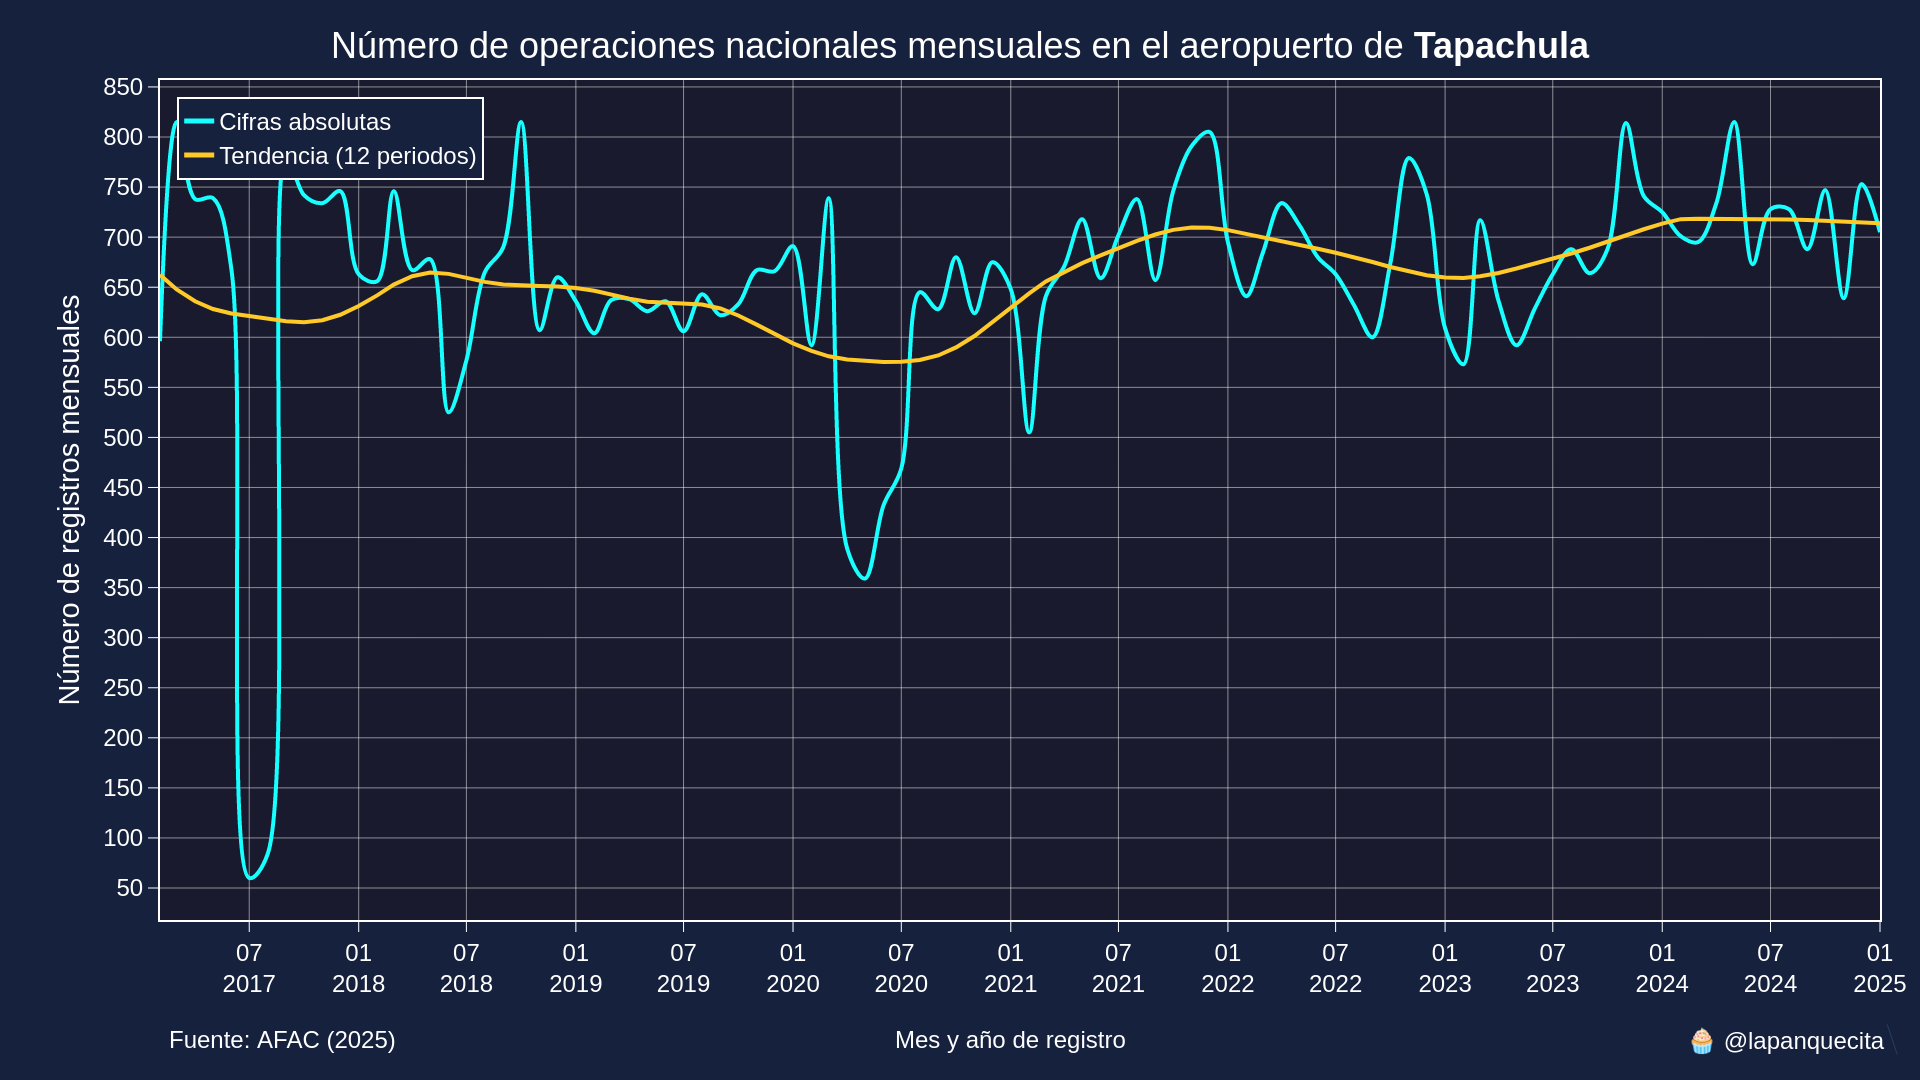 Número de operaciones nacionales mensuales en el aeropuerto de Tapachula
Cifras absolutas
Tendencia (12 periodos)
Número de registros mensuales
850
800
750
700
650
600
550
500
450
400
350
300
250
200
150
100
50
07 01 07 01 07 01 07 01 07 01 07 01 07 01 07 01
2017 2018 2018 2019 2019 2020 2020 2021 2021 2022 2022 2023 2023 2024 2024 2025
Fuente: AFAC (2025)
Mes y año de registro
🧁 @lapanquecita